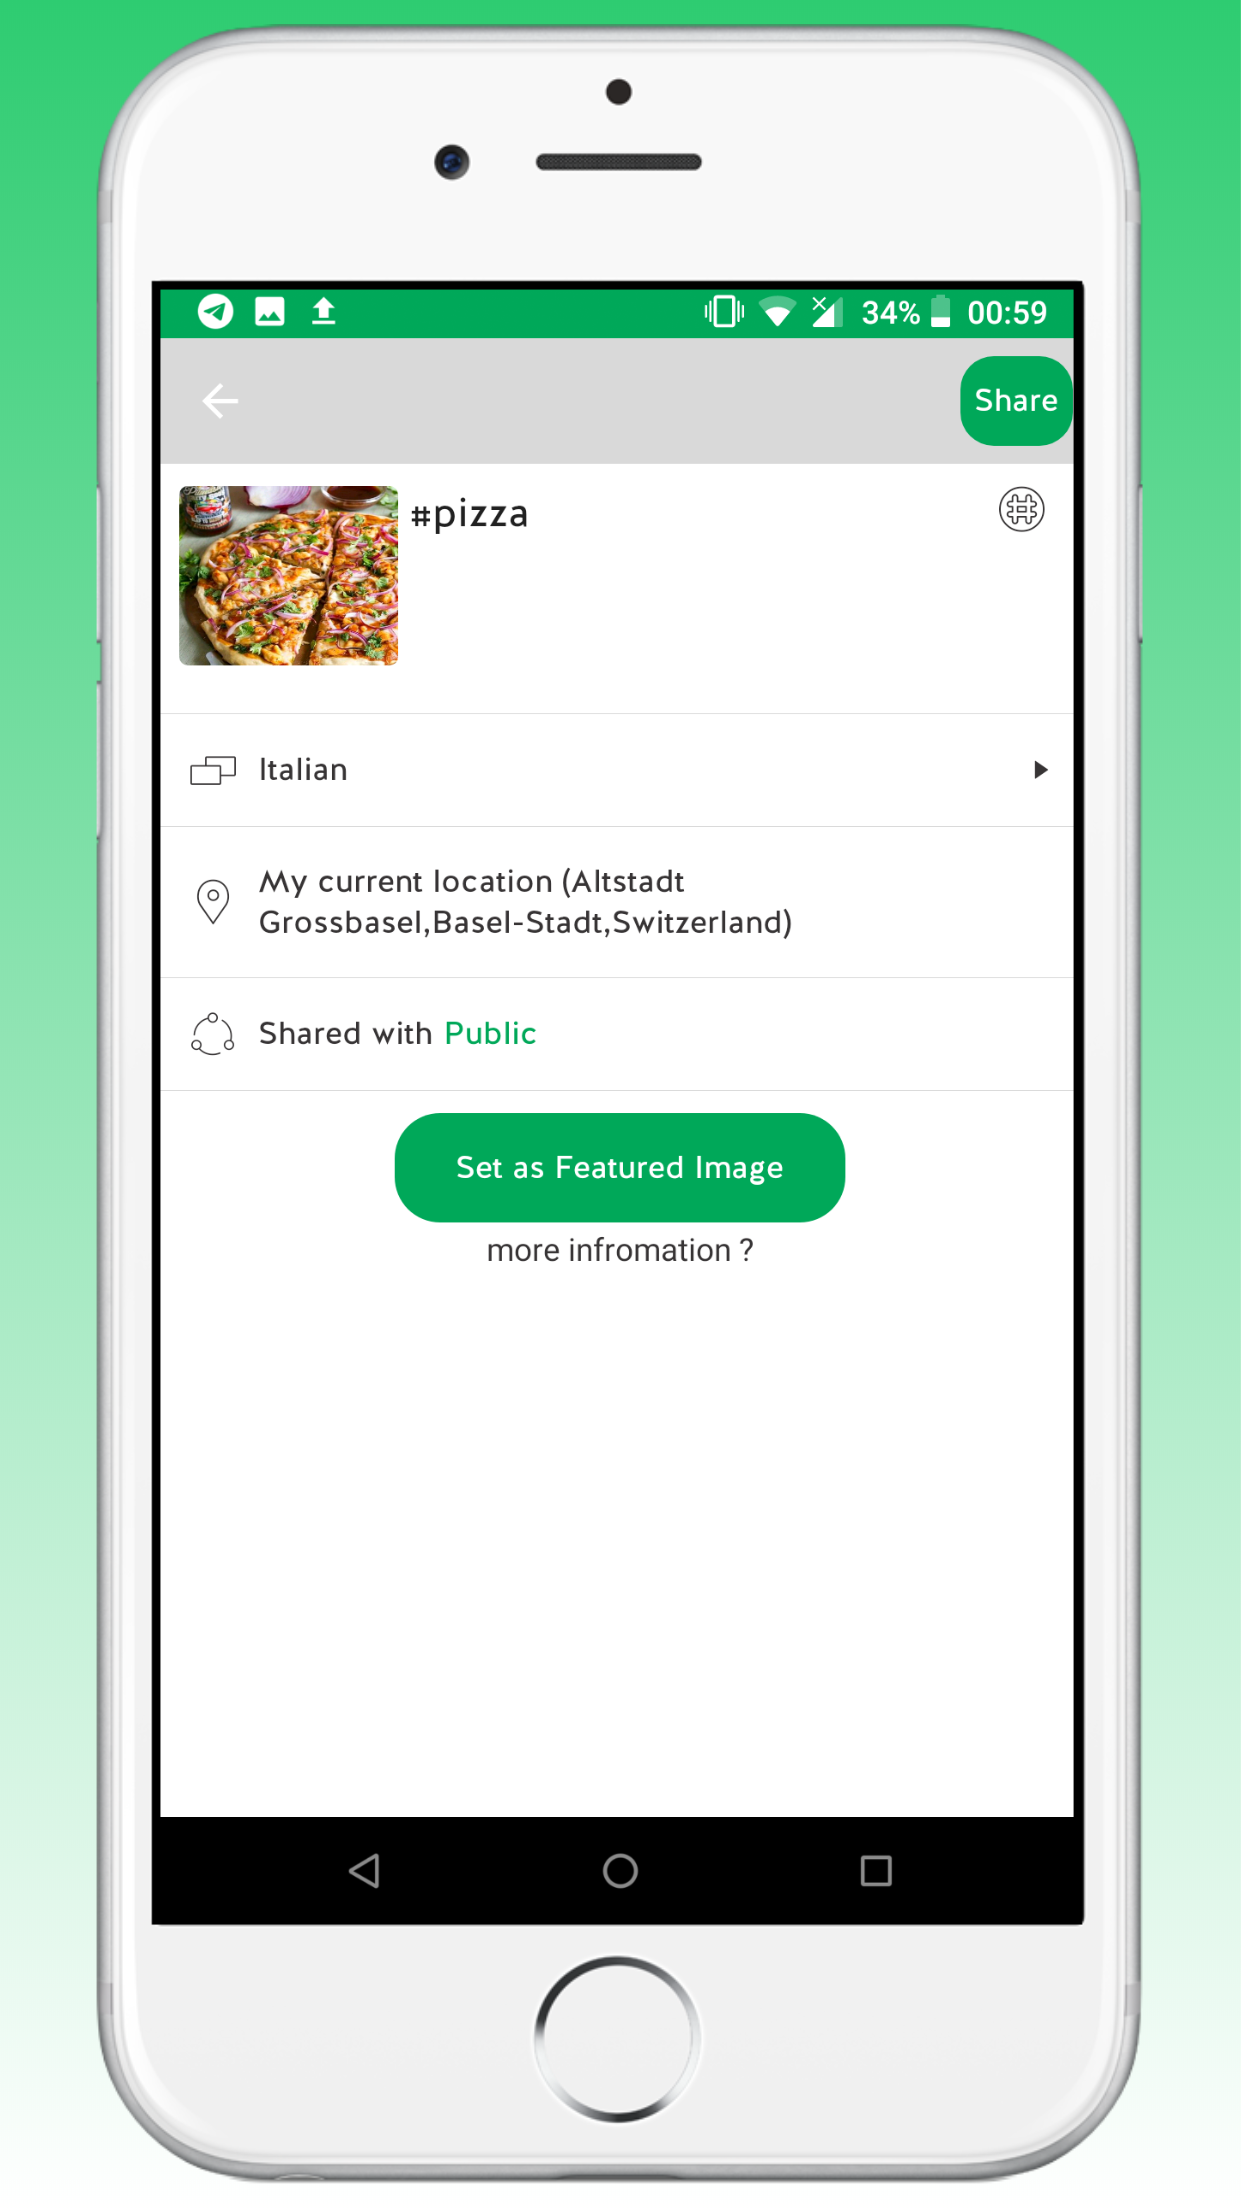 34% 00:59
Share
#pizza
Italian
My current location (Altstadt
Grossbasel,Basel-Stadt,Switzerland)
Shared with Public
Set as Featured Image
more infromation ?